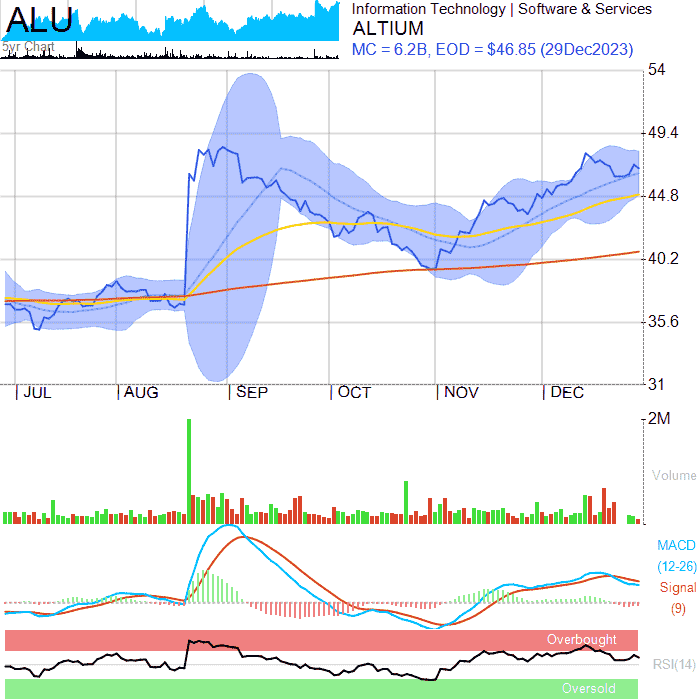 ALU
5yr Chart
Information Technology | Software & Services
ALTIUM
MC = 6.2B, EOD = $46.85 (29Dec2023)
54
49.4
44.8
40.2
35.6
31
JUL AUG SEP OCT NOV DEC
2M
Volume
MACD
(12-26)
Signal
(9)
Overbought
RSI(14)
Oversold